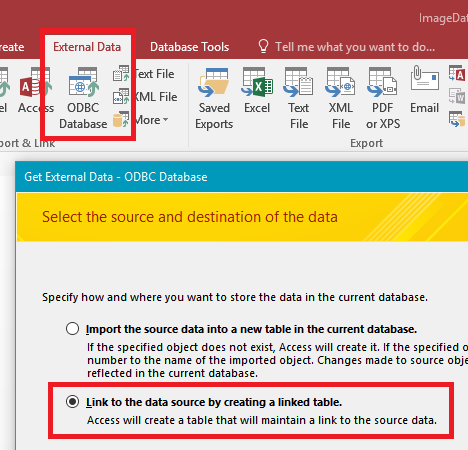 ImageDat
reate External Data Database Tools Tell me what you want to do...
el Access ODBC Database Text File XML File More Saved Exports Excel Text File XML File PDF or XPS Email A
port & Link Export
Get External Data - ODBC Database
Select the source and destination of the data
Specify how and where you want to store the data in the current database.
Import the source data into a new table in the current database.
If the specified object does not exist, Access will create it. If the specified o
number to the name of the imported object. Changes made to source obje
reflected in the current database.
Link to the data source by creating a linked table.
Access will create a table that will maintain a link to the source data.